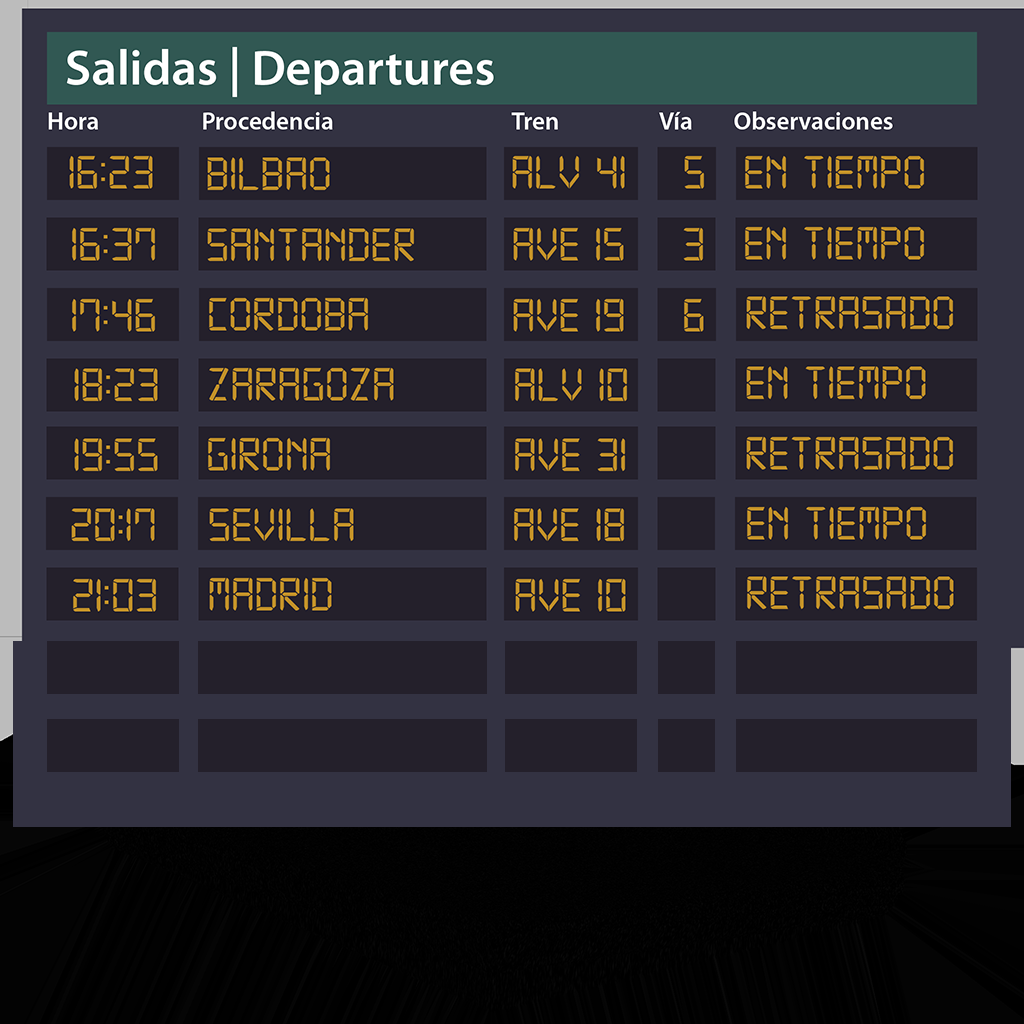 Salidas | Departures
Hora Procedencia Tren Vía Observaciones
16:23 BILBAO ALV 41 5 EN TIEMPO
16:37 SANTANDER AVE 15 3 EN TIEMPO
17:46 CORDOBA AVE 19 6 RETRASADO
18:23 ZARAGOZA ALV 10 EN TIEMPO
19:55 GIRONA AVE 31 RETRASADO
20:17 SEVILLA AVE 18 EN TIEMPO
21:03 MADRID AVE 10 RETRASADO